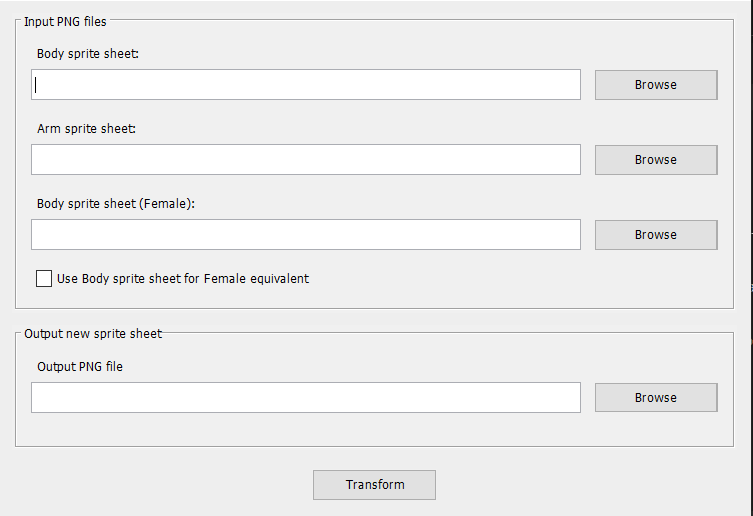 Input PNG files
Body sprite sheet:
Browse
Arm sprite sheet:
Browse
Body sprite sheet (Female):
Browse
Use Body sprite sheet for Female equivalent
Output new sprite sheet
Output PNG file
Browse
Transform